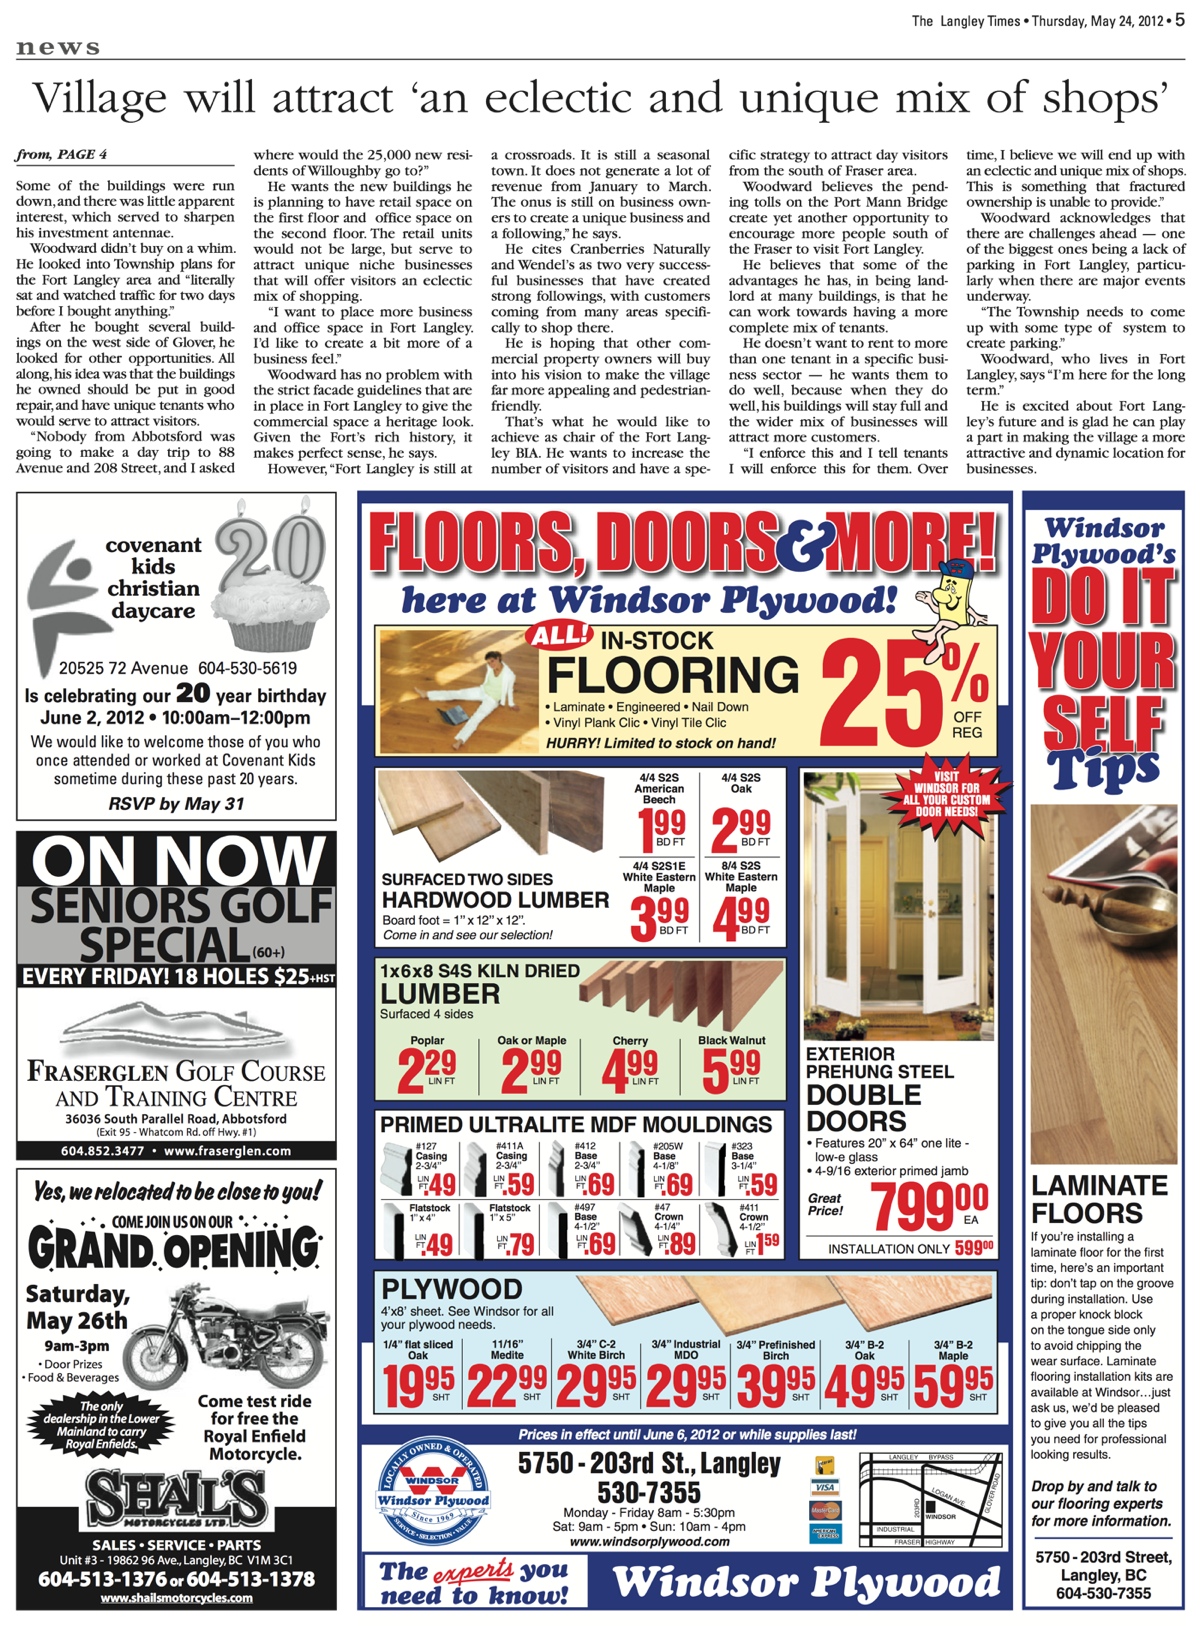 The Langley Times • Thursday, May 24, 2012 • 5
news
Village will attract ‘an eclectic and unique mix of shops’
from, PAGE 4
Some of the buildings were run
down, and there was little apparent
interest, which served to sharpen
his investment antennae.
Woodward didn’t buy on a whim.
He looked into Township plans for
the Fort Langley area and “literally
sat and watched traffic for two days
before I bought anything.”
After he bought several build-
ings on the west side of Glover, he
looked for other opportunities. All
along, his idea was that the buildings
he owned should be put in good
repair, and have unique tenants who
would serve to attract visitors.
“Nobody from Abbotsford was
going to make a day trip to 88
Avenue and 208 Street, and I asked
where would the 25,000 new resi-
dents of Willoughby go to?”
He wants the new buildings he
is planning to have retail space on
the first floor and office space on
the second floor. The retail units
would not be large, but serve to
attract unique niche businesses
that will offer visitors an eclectic
mix of shopping.
“I want to place more business
and office space in Fort Langley.
I’d like to create a bit more of a
business feel.”
Woodward has no problem with
the strict facade guidelines that are
in place in Fort Langley to give the
commercial space a heritage look.
Given the Fort’s rich history, it
makes perfect sense, he says.
However, “Fort Langley is still at
a crossroads. It is still a seasonal
town. It does not generate a lot of
revenue from January to March.
The onus is still on business own-
ers to create a unique business and
a following,” he says.
He cites Cranberries Naturally
and Wendel’s as two very success-
ful businesses that have created
strong followings, with customers
coming from many areas specifi-
cally to shop there.
He is hoping that other com-
mercial property owners will buy
into his vision to make the village
far more appealing and pedestrian-
friendly.
That’s what he would like to
achieve as chair of the Fort Lang-
ley BIA. He wants to increase the
number of visitors and have a spe-
cific strategy to attract day visitors
from the south of Fraser area.
Woodward believes the pend-
ing tolls on the Port Mann Bridge
create yet another opportunity to
encourage more people south of
the Fraser to visit Fort Langley.
He believes that some of the
advantages he has, in being land-
lord at many buildings, is that he
can work towards having a more
complete mix of tenants.
He doesn’t want to rent to more
than one tenant in a specific busi-
ness sector — he wants them to
do well, because when they do
well, his buildings will stay full and
the wider mix of businesses will
attract more customers.
“I enforce this and I tell tenants
I will enforce this for them. Over
time, I believe we will end up with
an eclectic and unique mix of shops.
This is something that fractured
ownership is unable to provide.”
Woodward acknowledges that
there are challenges ahead — one
of the biggest ones being a lack of
parking in Fort Langley, particu-
larly when there are major events
underway.
“The Township needs to come
up with some type of system to
create parking.”
Woodward, who lives in Fort
Langley, says “I’m here for the long
term.”
He is excited about Fort Lang-
ley’s future and is glad he can play
a part in making the village a more
attractive and dynamic location for
businesses.
20
covenant
kids
christian
daycare
20525 72 Avenue 604-530-5619
Is celebrating our 20 year birthday
June 2, 2012 • 10:00am–12:00pm
We would like to welcome those of you who
once attended or worked at Covenant Kids
sometime during these past 20 years.
RSVP by May 31
ON NOW
SENIORS GOLF
SPECIAL (60+)
EVERY FRIDAY! 18 HOLES $25+HST
FRASERGLEN GOLF COURSE
AND TRAINING CENTRE
36036 South Parallel Road, Abbotsford
(Exit 95 - Whatcom Rd. off Hwy. #1)
604.852.3477 • www.fraserglen.com
Yes, we relocated to be close to you!
COME JOIN US ON OUR
GRAND OPENING
Saturday,
May 26th
9am-3pm
• Door Prizes
• Food & Beverages
The only
dealership in the Lower
Mainland to carry
Royal Enfields.
Come test ride
for free the
Royal Enfield
Motorcycle.
SHAIL'S
MOTORCYCLES LTD.
SALES • SERVICE • PARTS
Unit #3 - 19862 96 Ave., Langley, BC V1M 3C1
604-513-1376 or 604-513-1378
www.shailsmotorcycles.com
FLOORS, DOORS & MORE!
here at Windsor Plywood!
ALL! IN-STOCK
FLOORING
• Laminate • Engineered • Nail Down
• Vinyl Plank Clic • Vinyl Tile Clic
HURRY! Limited to stock on hand!
25%
OFF
REG
SURFACED TWO SIDES
HARDWOOD LUMBER
Board foot = 1” x 12” x 12”.
Come in and see our selection!
4/4 S2S
American
Beech
1 99 BD FT
4/4 S2S
Oak
2 99 BD FT
4/4 S2S1E
White Eastern
Maple
3 99 BD FT
8/4 S2S
White Eastern
Maple
4 99 BD FT
1x6x8 S4S KILN DRIED
LUMBER
Surfaced 4 sides
Poplar
2 29 LIN FT
Oak or Maple
2 99 LIN FT
Cherry
4 99 LIN FT
Black Walnut
5 99 LIN FT
PRIMED ULTRALITE MDF MOULDINGS
#127
Casing
2-3/4”
LIN FT .49
#411A
Casing
2-3/4”
LIN FT .59
#412
Base
2-3/4”
LIN FT .69
#205W
Base
4-1/8”
LIN FT .69
#323
Base
3-1/4”
LIN FT .59
Flatstock
1” x 4”
LIN FT .49
Flatstock
1” x 5”
LIN FT .79
#497
Base
4-1/2”
LIN FT .69
#47
Crown
4-1/4”
LIN FT .89
#411
Crown
4-1/2”
LIN FT 1 59
VISIT
WINDSOR FOR
ALL YOUR CUSTOM
DOOR NEEDS!
EXTERIOR
PREHUNG STEEL
DOUBLE
DOORS
• Features 20” x 64” one lite -
low-e glass
• 4-9/16 exterior primed jamb
Great
Price!
799 00 EA
INSTALLATION ONLY 599 00
PLYWOOD
4’x8’ sheet. See Windsor for all
your plywood needs.
1/4” flat sliced
Oak
19 95 SHT
11/16”
Medite
22 99 SHT
3/4” C-2
White Birch
29 95 SHT
3/4” Industrial
MDO
29 95 SHT
3/4” Prefinished
Birch
39 95 SHT
3/4” B-2
Oak
49 95 SHT
3/4” B-2
Maple
59 95 SHT
Prices in effect until June 6, 2012 or while supplies last!
LOCALLY OWNED & OPERATED
WINDSOR
Windsor Plywood
Since 1969
SERVICE • SELECTION • VALUE
5750 - 203rd St., Langley
530-7355
Monday - Friday 8am - 5:30pm
Sat: 9am - 5pm • Sun: 10am - 4pm
www.windsorplywood.com
VISA
MasterCard
AMERICAN EXPRESS
LANGLEY BYPASS
203RD
LOGAN AVE
GLOVER ROAD
WINDSOR
INDUSTRIAL
FRASER HIGHWAY
The experts you
need to know!
Windsor Plywood
Windsor
Plywood’s
DO IT
YOUR
SELF
Tips
LAMINATE
FLOORS
If you’re installing a
laminate floor for the first
time, here’s an important
tip: don’t tap on the groove
during installation. Use
a proper knock block
on the tongue side only
to avoid chipping the
wear surface. Laminate
flooring installation kits are
available at Windsor…just
ask us, we’d be pleased
to give you all the tips
you need for professional
looking results.
Drop by and talk to
our flooring experts
for more information.
5750 - 203rd Street,
Langley, BC
604-530-7355